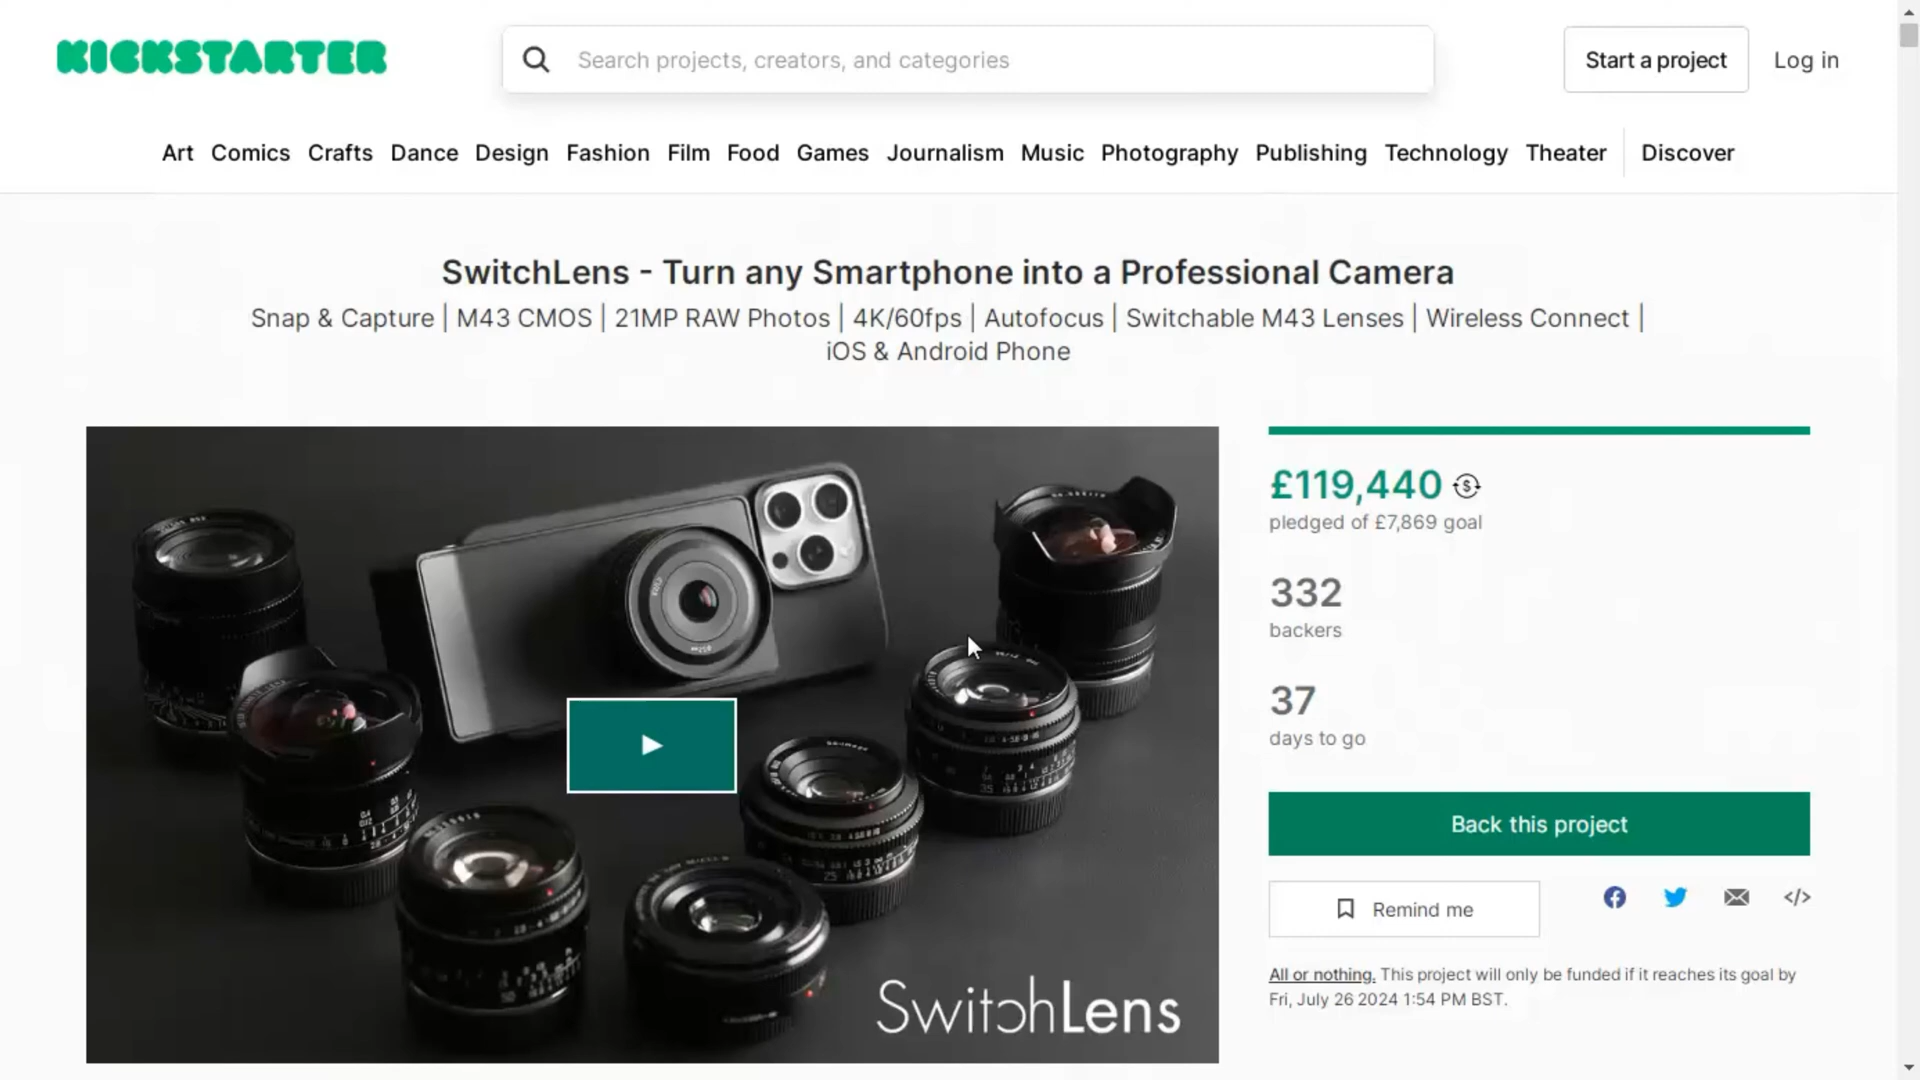 KICKSTARTER
Search projects, creators, and categories
Start a project
Log in
Art Comics Crafts Dance Design Fashion Film Food Games Journalism Music Photography Publishing Technology Theater Discover
SwitchLens - Turn any Smartphone into a Professional Camera
Snap & Capture | M43 CMOS | 21MP RAW Photos | 4K/60fps | Autofocus | Switchable M43 Lenses | Wireless Connect |
iOS & Android Phone
£119,440
pledged of £7,869 goal
332
backers
37
days to go
Back this project
Remind me
All or nothing. This project will only be funded if it reaches its goal by
Fri, July 26 2024 1:54 PM BST.
SwitchLens